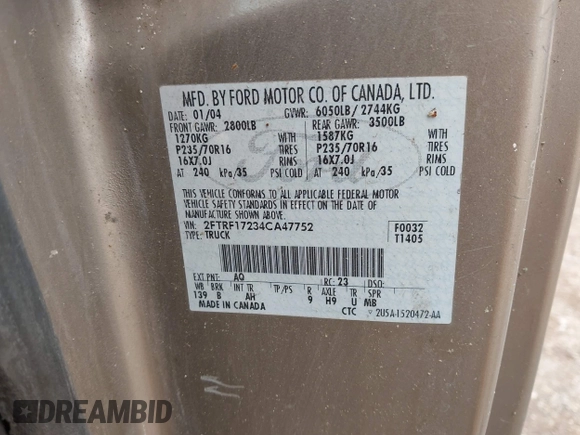 MFD. BY FORD MOTOR CO. OF CANADA, LTD.
DATE: 01/04 GVWR: 6050LB / 2744KG
FRONT GAWR: 2800LB REAR GAWR: 3500LB
1270KG WITH 1587KG WITH
P235/70R16 TIRES P235/70R16 TIRES
16X7.0J RIMS 16X7.0J RIMS
AT 240 kPa/35 PSI COLD AT 240 kPa/35 PSI COLD
THIS VEHICLE CONFORMS TO ALL APPLICABLE FEDERAL MOTOR
VEHICLE SAFETY STANDARDS IN EFFECT ON THE DATE OF
MANUFACTURE SHOWN ABOVE.
VIN: 2FTRF17234CA47752 F0032
TYPE: TRUCK T1405
EXT PNT: AQ RC: 23 DSO:
WB BRK INT TR TP/PS R AXLE TR SPR
139 B AH 9 H9 U MB
MADE IN CANADA CTC 2U5A-1520472-AA
Ford
DREAMBID